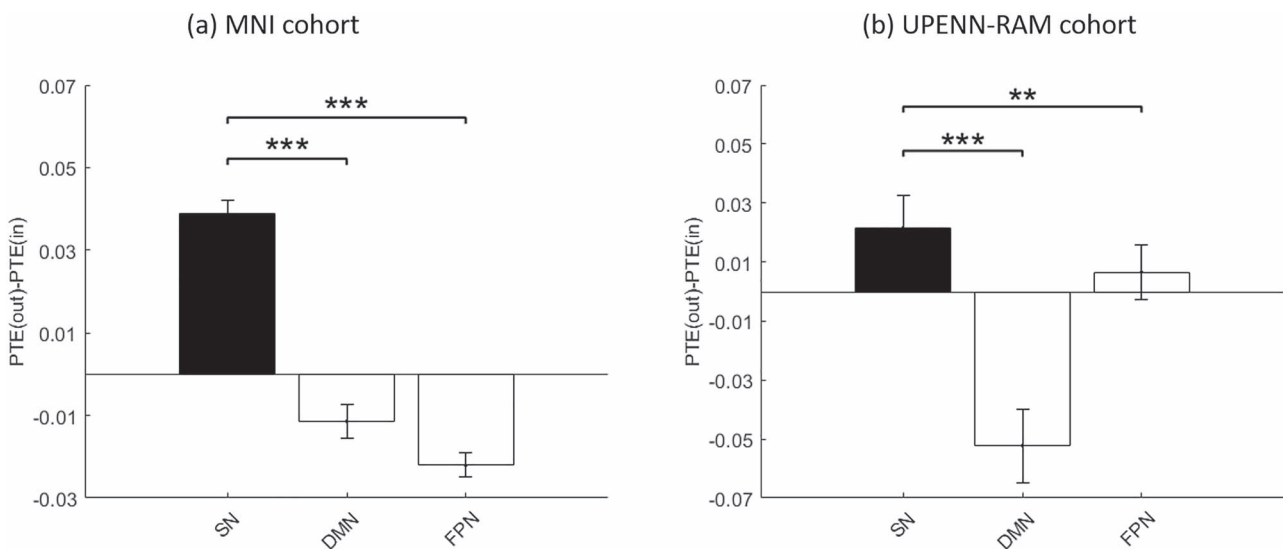 (a) MNI cohort
PTE(out)-PTE(in)
0.07
0.05
0.03
0.01
-0.01
-0.03
***
***
SN
DMN
FPN
(b) UPENN-RAM cohort
PTE(out)-PTE(in)
0.07
0.05
0.03
0.01
-0.01
-0.03
-0.05
-0.07
**
***
SN
DMN
FPN